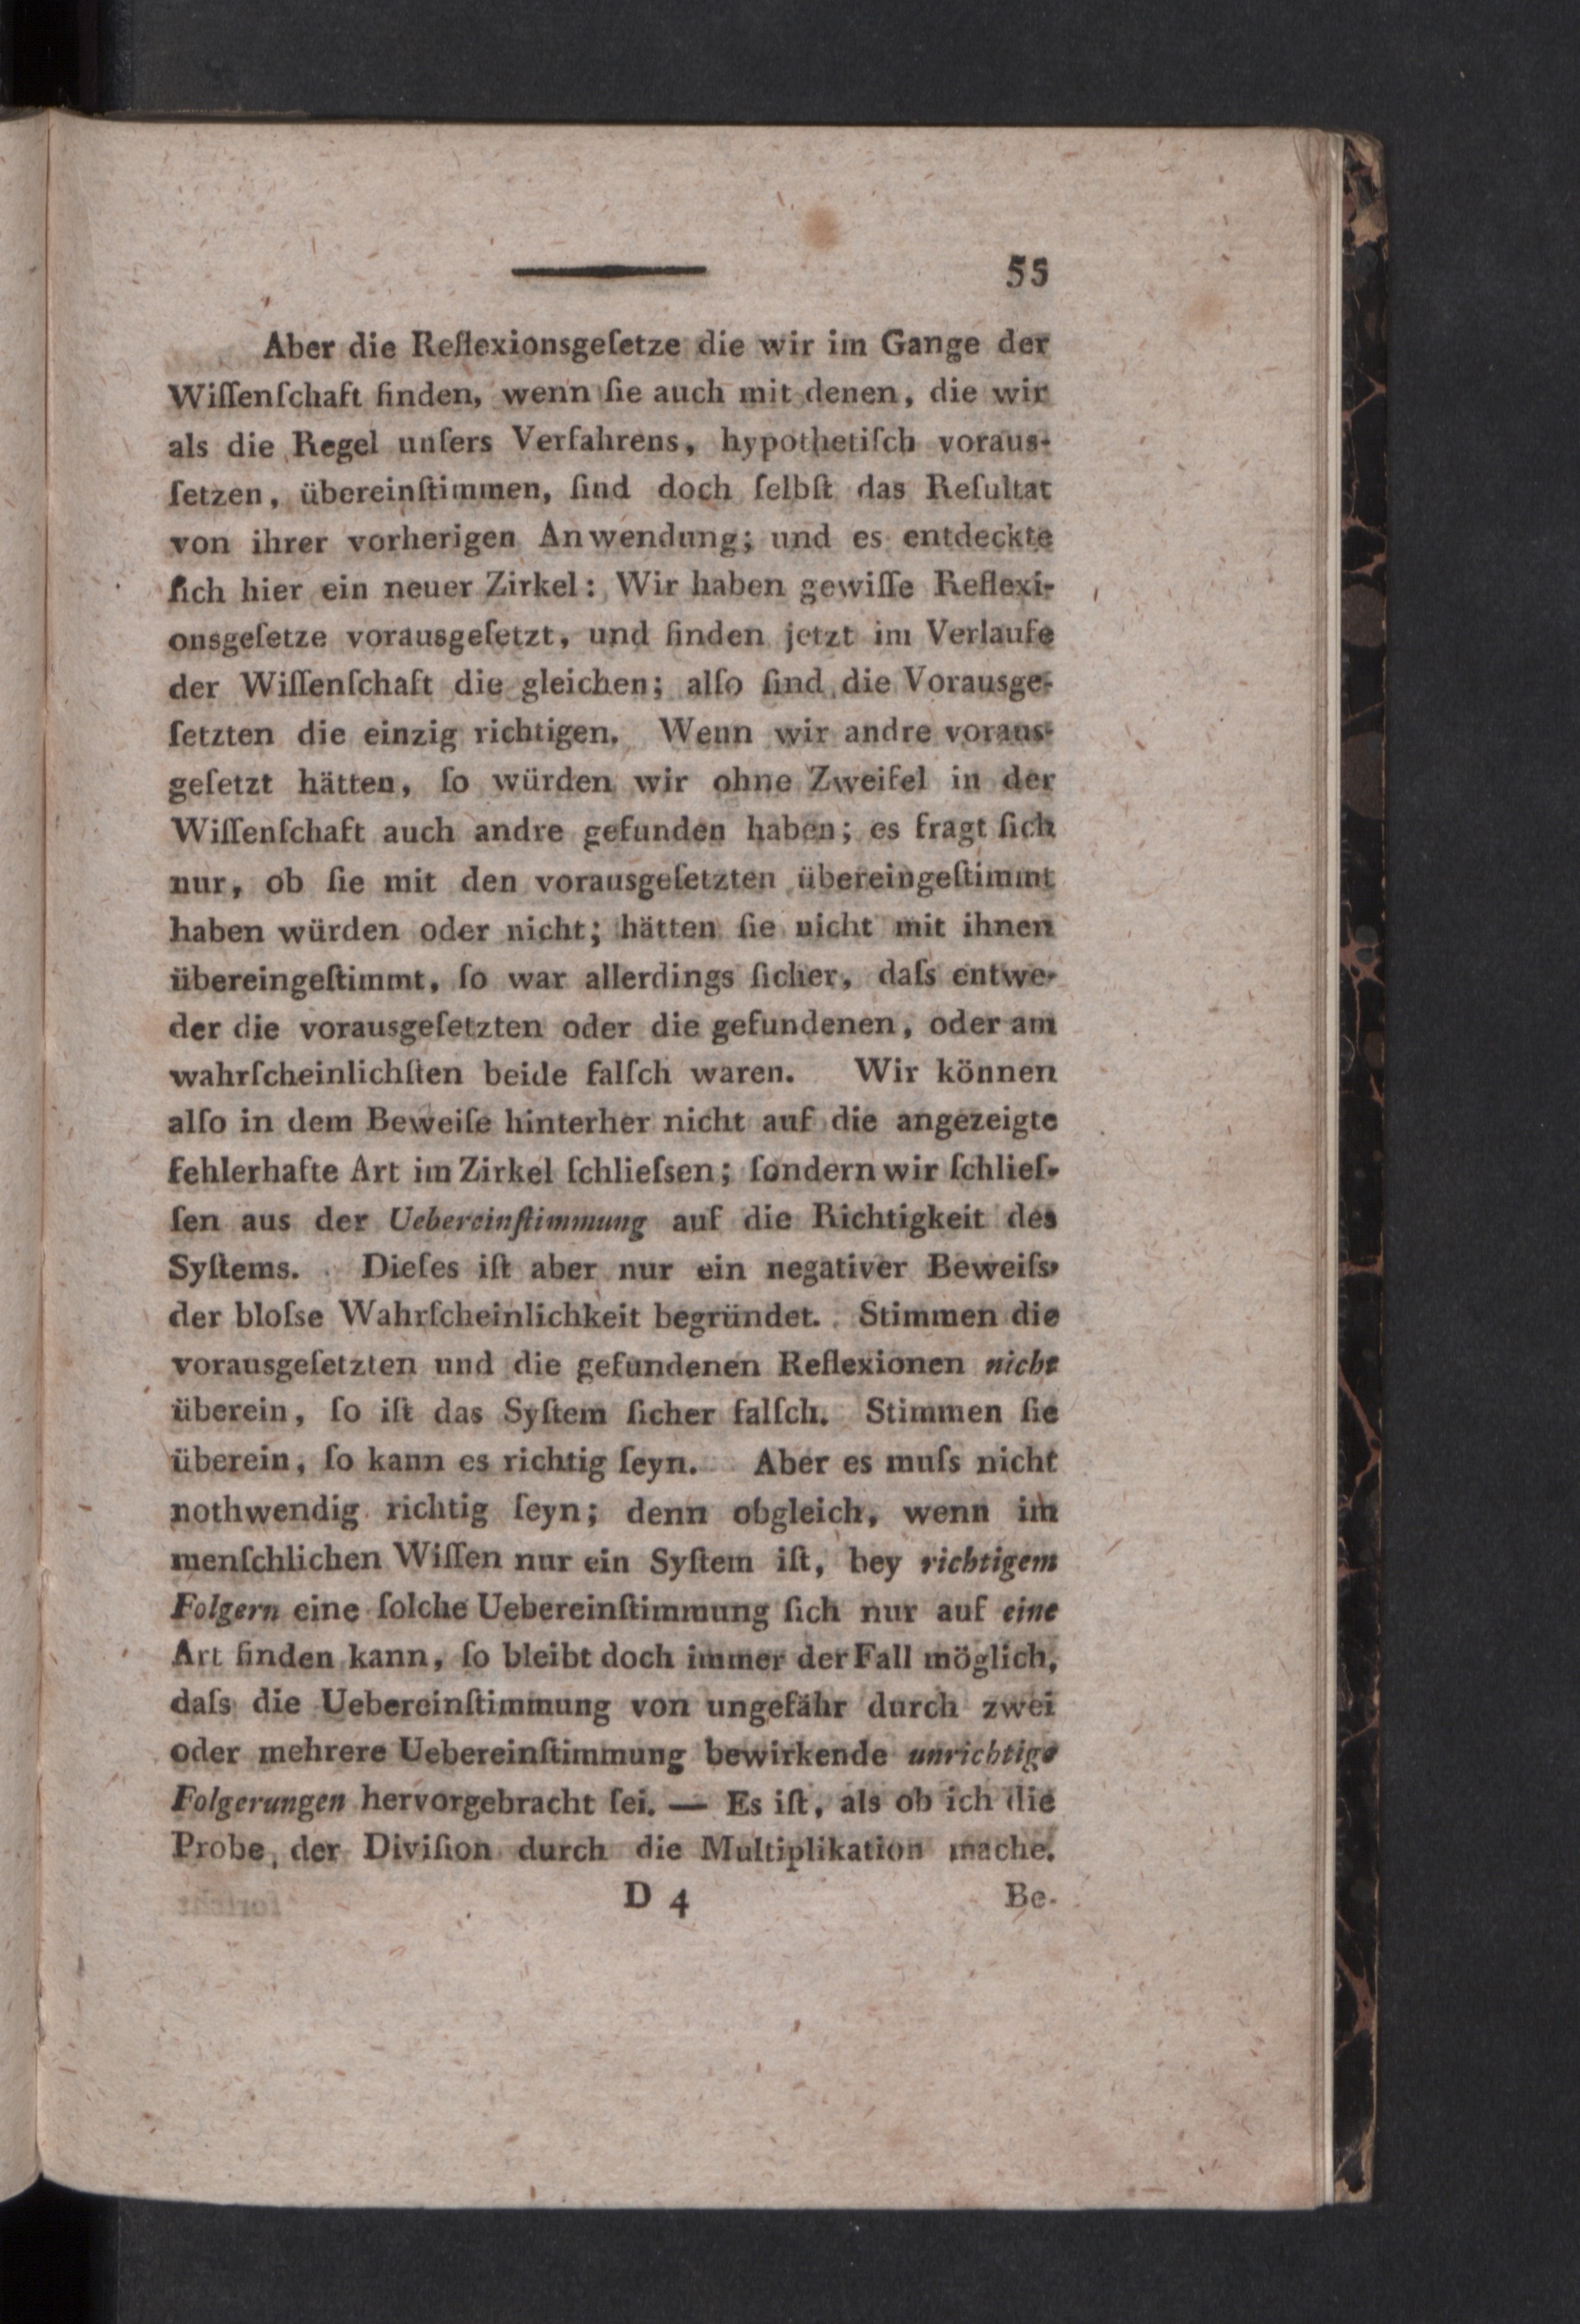 55
Aber die Reflexionsgeſetze die wir im Gange der
Wiſſenſchaft finden, wenn ſie auch mit denen, die wir
als die Regel unſers Verfahrens, hypothetiſch voraus-
ſetzen, übereinſtimmen, ſind doch ſelbſt das Reſultat
von ihrer vorherigen Anwendung; und es entdeckte
ſich hier ein neuer Zirkel: Wir haben gewiſſe Reflexi-
onsgeſetze vorausgeſetzt, und finden jetzt im Verlaufe
der Wiſſenſchaft die gleichen; alſo ſind die Vorausge-
ſetzten die einzig richtigen. Wenn wir andre voraus-
geſetzt hätten, ſo würden wir ohne Zweifel in der
Wiſſenſchaft auch andre gefunden haben; es fragt ſich
nur, ob ſie mit den vorausgeſetzten übereingeſtimmt
haben würden oder nicht; hätten ſie nicht mit ihnen
übereingeſtimmt, ſo war allerdings ſicher, daſs entwe-
der die vorausgeſetzten oder die gefundenen, oder am
wahrſcheinlichſten beide falſch waren. Wir können
alſo in dem Beweiſe hinterher nicht auf die angezeigte
fehlerhafte Art im Zirkel ſchlieſsen; ſondern wir ſchlieſ-
ſen aus der Uebereinſtimmung auf die Richtigkeit des
Syſtems. Dieſes iſt aber nur ein negativer Beweiſs,
der bloſse Wahrſcheinlichkeit begründet. Stimmen die
vorausgeſetzten und die gefundenen Reflexionen nicht
überein, ſo iſt das Syſtem ſicher falſch. Stimmen ſie
überein, ſo kann es richtig ſeyn. Aber es muſs nicht
nothwendig richtig ſeyn; denn obgleich, wenn im
menſchlichen Wiſſen nur ein Syſtem iſt, bey richtigem
Folgern eine ſolche Uebereinſtimmung ſich nur auf eine
Art finden kann, ſo bleibt doch immer der Fall möglich,
daſs die Uebereinſtimmung von ungefähr durch zwei
oder mehrere Uebereinſtimmung bewirkende unrichtige
Folgerungen hervorgebracht ſei. — Es iſt, als ob ich die
Probe, der Diviſion durch die Multiplikation mache.
D 4 Be-